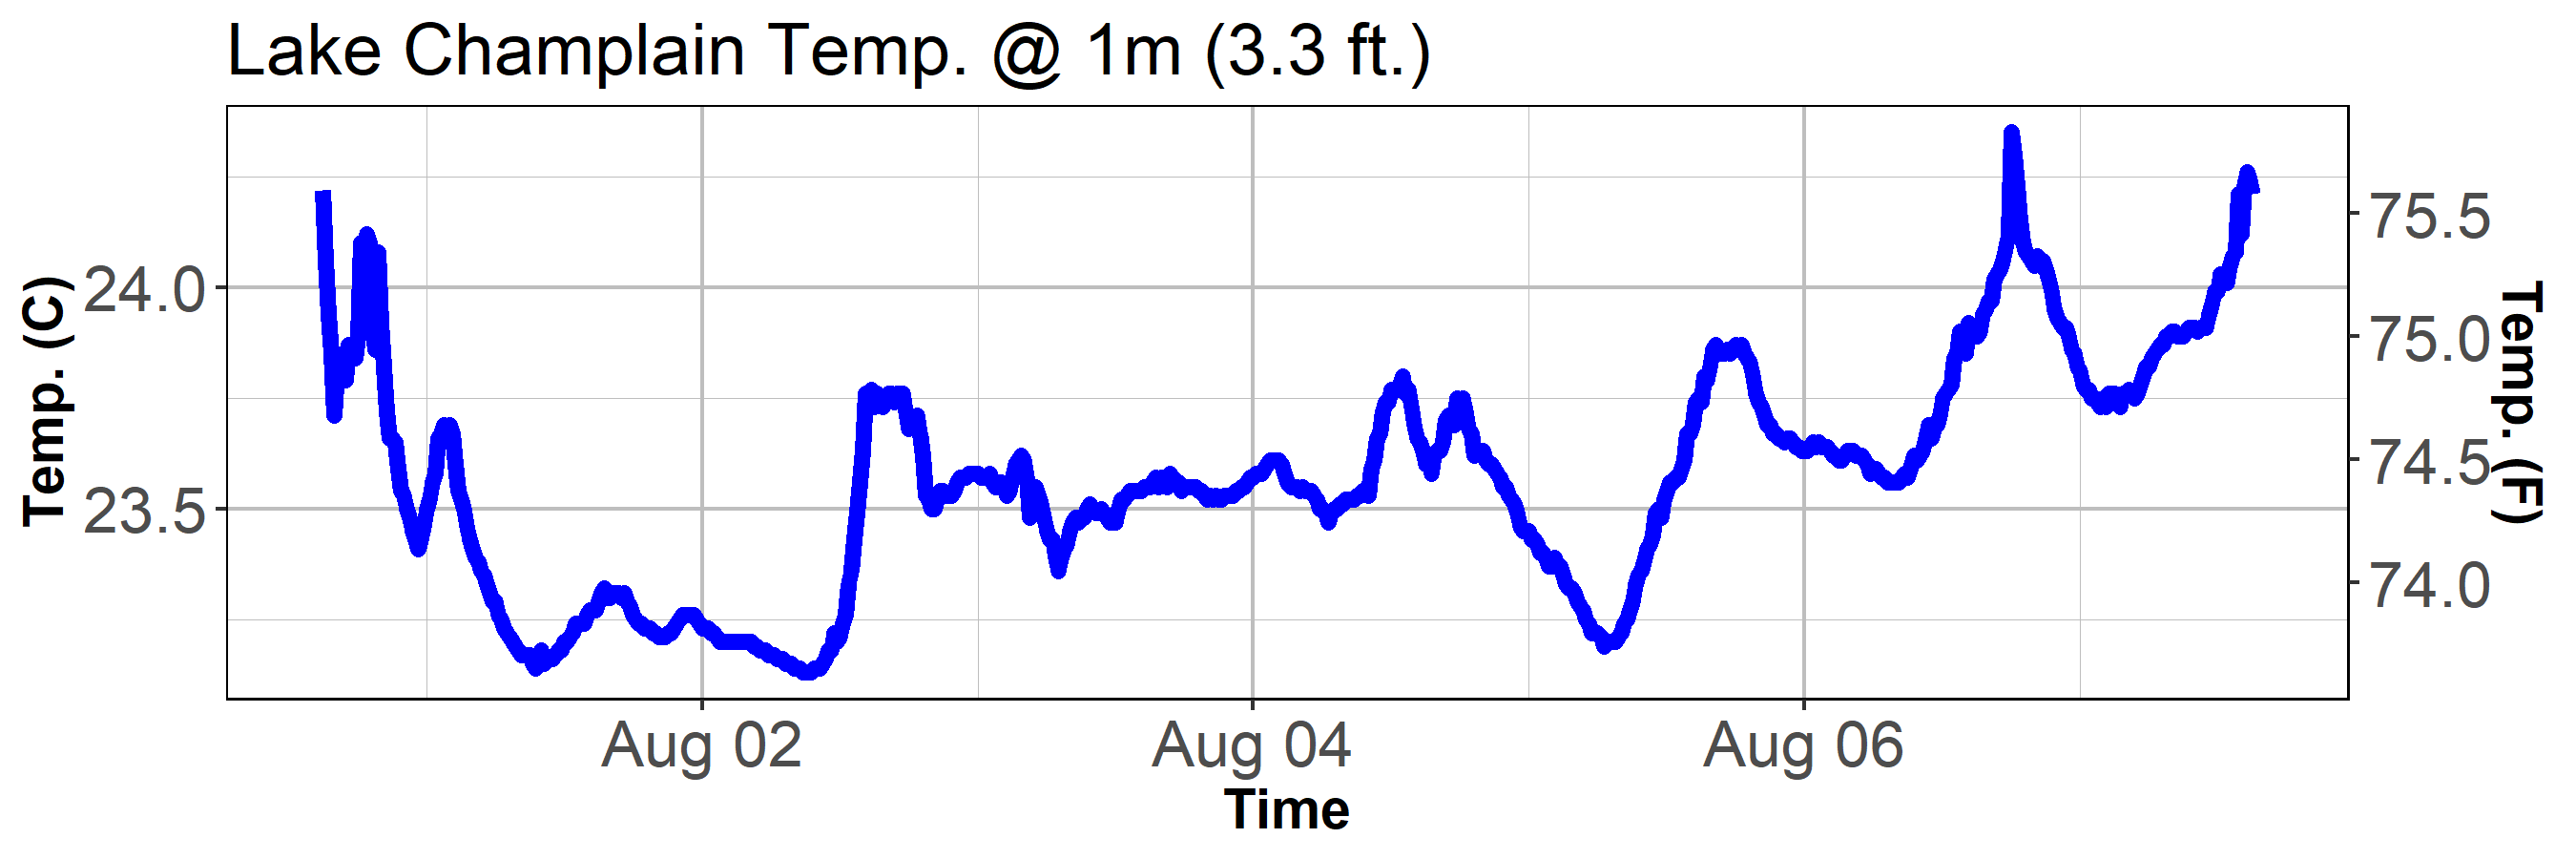 Lake Champlain Temp. @ 1m (3.3 ft.)
Temp. (C)
24.0
23.5
75.5
75.0
74.5
74.0
Temp. (F)
Aug 02
Aug 04
Aug 06
Time